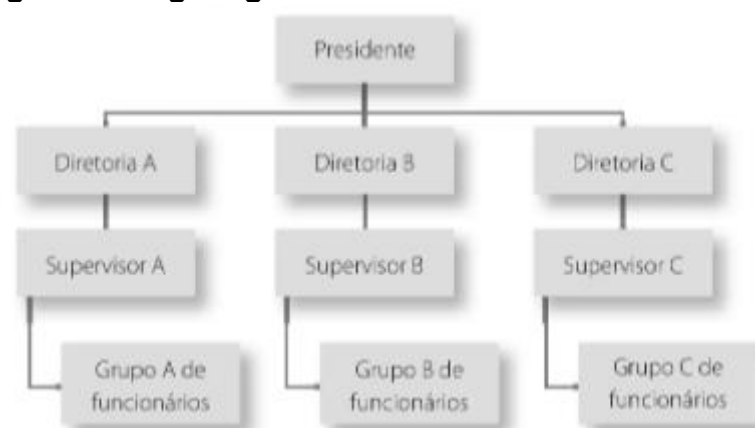 Presidente
Diretoria A
Diretoria B
Diretoria C
Supervisor A
Supervisor B
Supervisor C
Grupo A de
funcionários
Grupo B de
funcionários
Grupo C de
funcionários